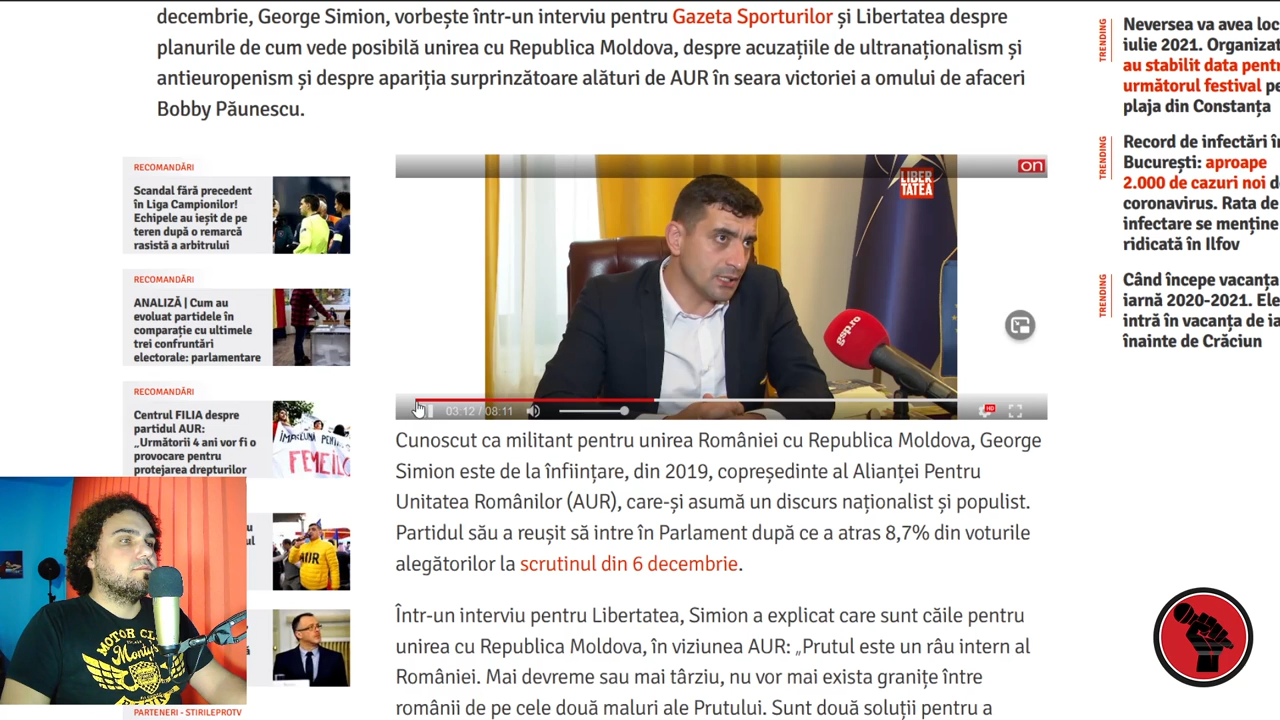 decembrie, George Simion, vorbește într-un interviu pentru Gazeta Sporturilor și Libertatea despre
planurile de cum vede posibilă unirea cu Republica Moldova, despre acuzațiile de ultranaționalism și
antieuropenism și despre apariția surprinzătoare alături de AUR în seara victoriei a omului de afaceri
Bobby Păunescu.
RECOMANDĂRI
Scandal fără precedent
în Liga Campionilor!
Echipele au ieșit de pe
teren după o remarcă
rasistă a arbitrului
RECOMANDĂRI
ANALIZĂ | Cum au
evoluat partidele în
comparație cu ultimele
trei confruntări
electorale: parlamentare
RECOMANDĂRI
Centrul FILIA despre
partidul AUR:
„Următorii 4 ani vor fi o
provocare pentru
protejarea drepturilor
FEMEIL
AUR
MOTOR CL
Monty's
PARTENERI - STIRILEPROTV
on
LIBER
TATEA
gsp.ro
03:12 / 08:11
HD
Cunoscut ca militant pentru unirea României cu Republica Moldova, George
Simion este de la înființare, din 2019, copreședinte al Alianței Pentru
Unitatea Românilor (AUR), care-și asumă un discurs naționalist și populist.
Partidul său a reușit să intre în Parlament după ce a atras 8,7% din voturile
alegătorilor la scrutinul din 6 decembrie.
Într-un interviu pentru Libertatea, Simion a explicat care sunt căile pentru
unirea cu Republica Moldova, în viziunea AUR: „Prutul este un râu intern al
României. Mai devreme sau mai târziu, nu vor mai exista granițe între
românii de pe cele două maluri ale Prutului. Sunt două soluții pentru a
TRENDING
Neversea va avea loc
iulie 2021. Organizat
au stabilit data pentr
următorul festival pe
plaja din Constanța
TRENDING
Record de infectări în
București: aproape
2.000 de cazuri noi d
coronavirus. Rata de
infectare se menține
ridicată în Ilfov
TRENDING
Când începe vacanța
iarnă 2020-2021. Ele
intră în vacanța de ia
înainte de Crăciun